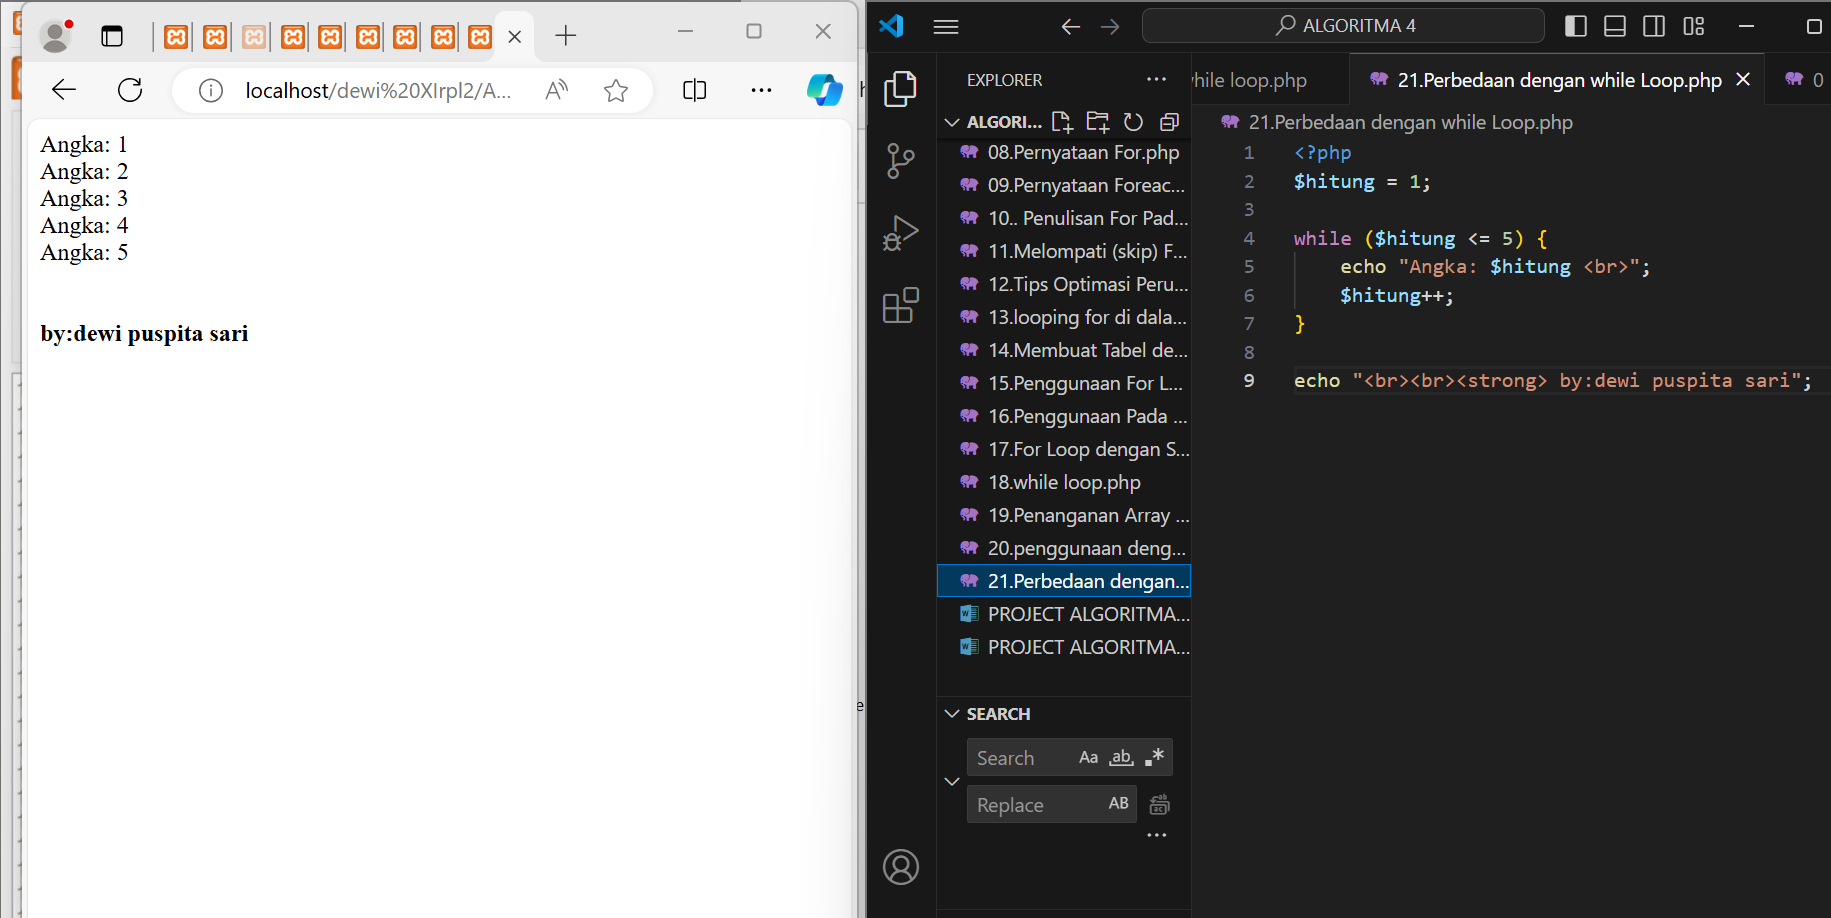 localhost/dewi%20XIrpl2/A...
Angka: 1
Angka: 2
Angka: 3
Angka: 4
Angka: 5
by:dewi puspita sari
ALGORITMA 4
EXPLORER
ALGORI...
08.Pernyataan For.php
09.Pernyataan Foreac...
10.. Penulisan For Pad...
11.Melompati (skip) F...
12.Tips Optimasi Peru...
13.looping for di dala...
14.Membuat Tabel de...
15.Penggunaan For L...
16.Penggunaan Pada ...
17.For Loop dengan S...
18.while loop.php
19.Penanganan Array ...
20.penggunaan deng...
21.Perbedaan dengan...
PROJECT ALGORITMA...
PROJECT ALGORITMA...
SEARCH
Search Aa ab .*
Replace AB
while loop.php
21.Perbedaan dengan while Loop.php
0
21.Perbedaan dengan while Loop.php
1 <?php
2 $hitung = 1;
3
4 while ($hitung <= 5) {
5 echo "Angka: $hitung <br>";
6 $hitung++;
7 }
8
9 echo "<br><br><strong> by:dewi puspita sari";